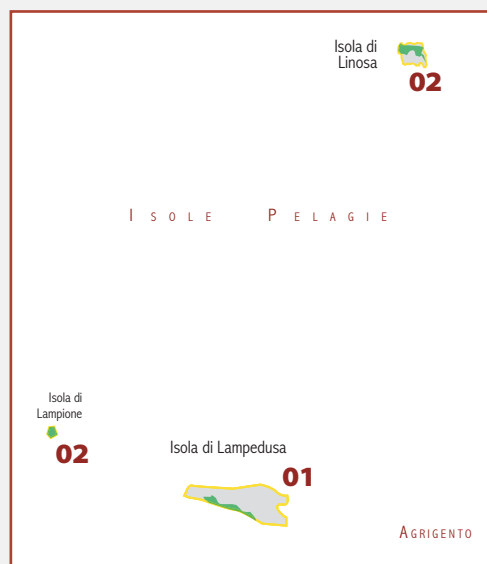 Isola di
Linosa
02
ISOLE PELAGIE
Isola di
Lampione
02
Isola di Lampedusa
01
AGRIGENTO